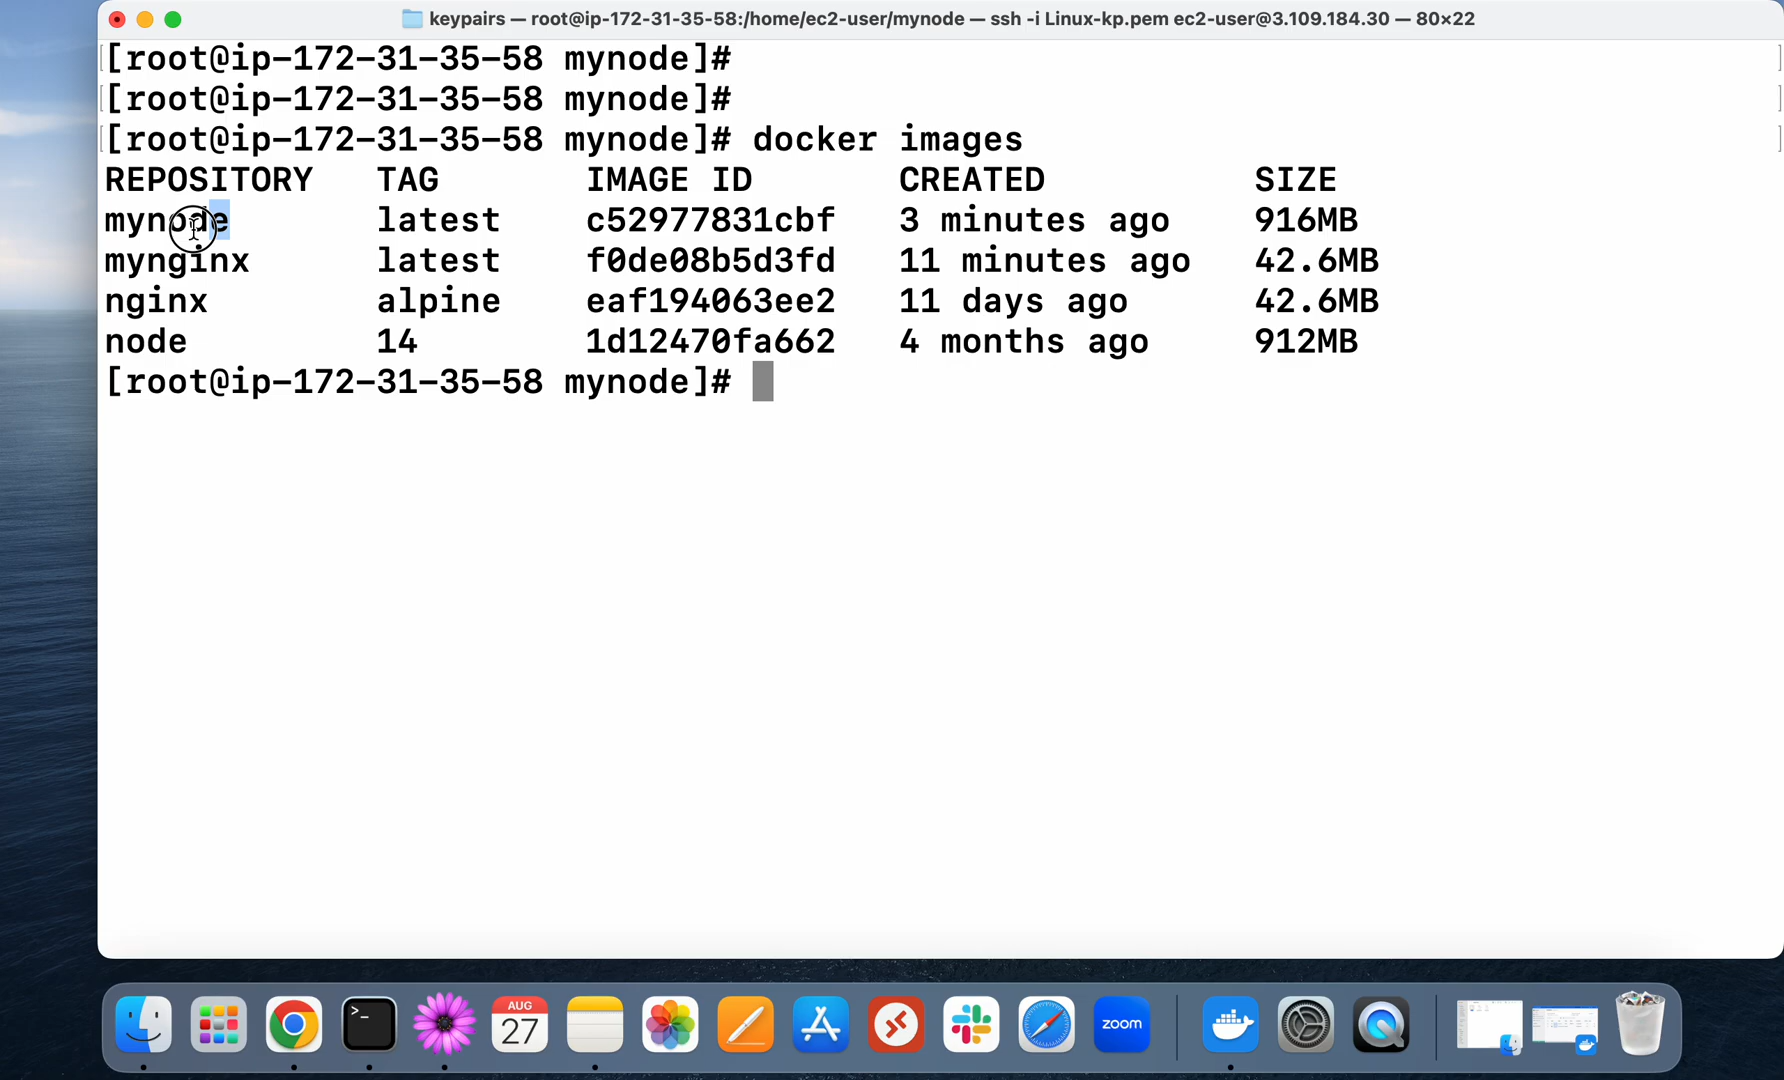 keypairs — root@ip-172-31-35-58:/home/ec2-user/mynode — ssh -i Linux-kp.pem ec2-user@3.109.184.30 — 80×22
[root@ip-172-31-35-58 mynode]#
[root@ip-172-31-35-58 mynode]#
[root@ip-172-31-35-58 mynode]# docker images
REPOSITORY TAG IMAGE ID CREATED SIZE
mynode latest c52977831cbf 3 minutes ago 916MB
mynginx latest f0de08b5d3fd 11 minutes ago 42.6MB
nginx alpine eaf194063ee2 11 days ago 42.6MB
node 14 1d12470fa662 4 months ago 912MB
[root@ip-172-31-35-58 mynode]#
>_
AUG
27
zoom